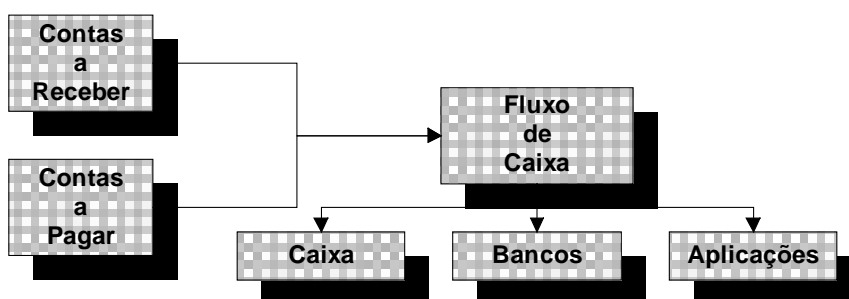 Contas
a
Receber
Fluxo
de
Caixa
Contas
a
Pagar
Caixa
Bancos
Aplicações